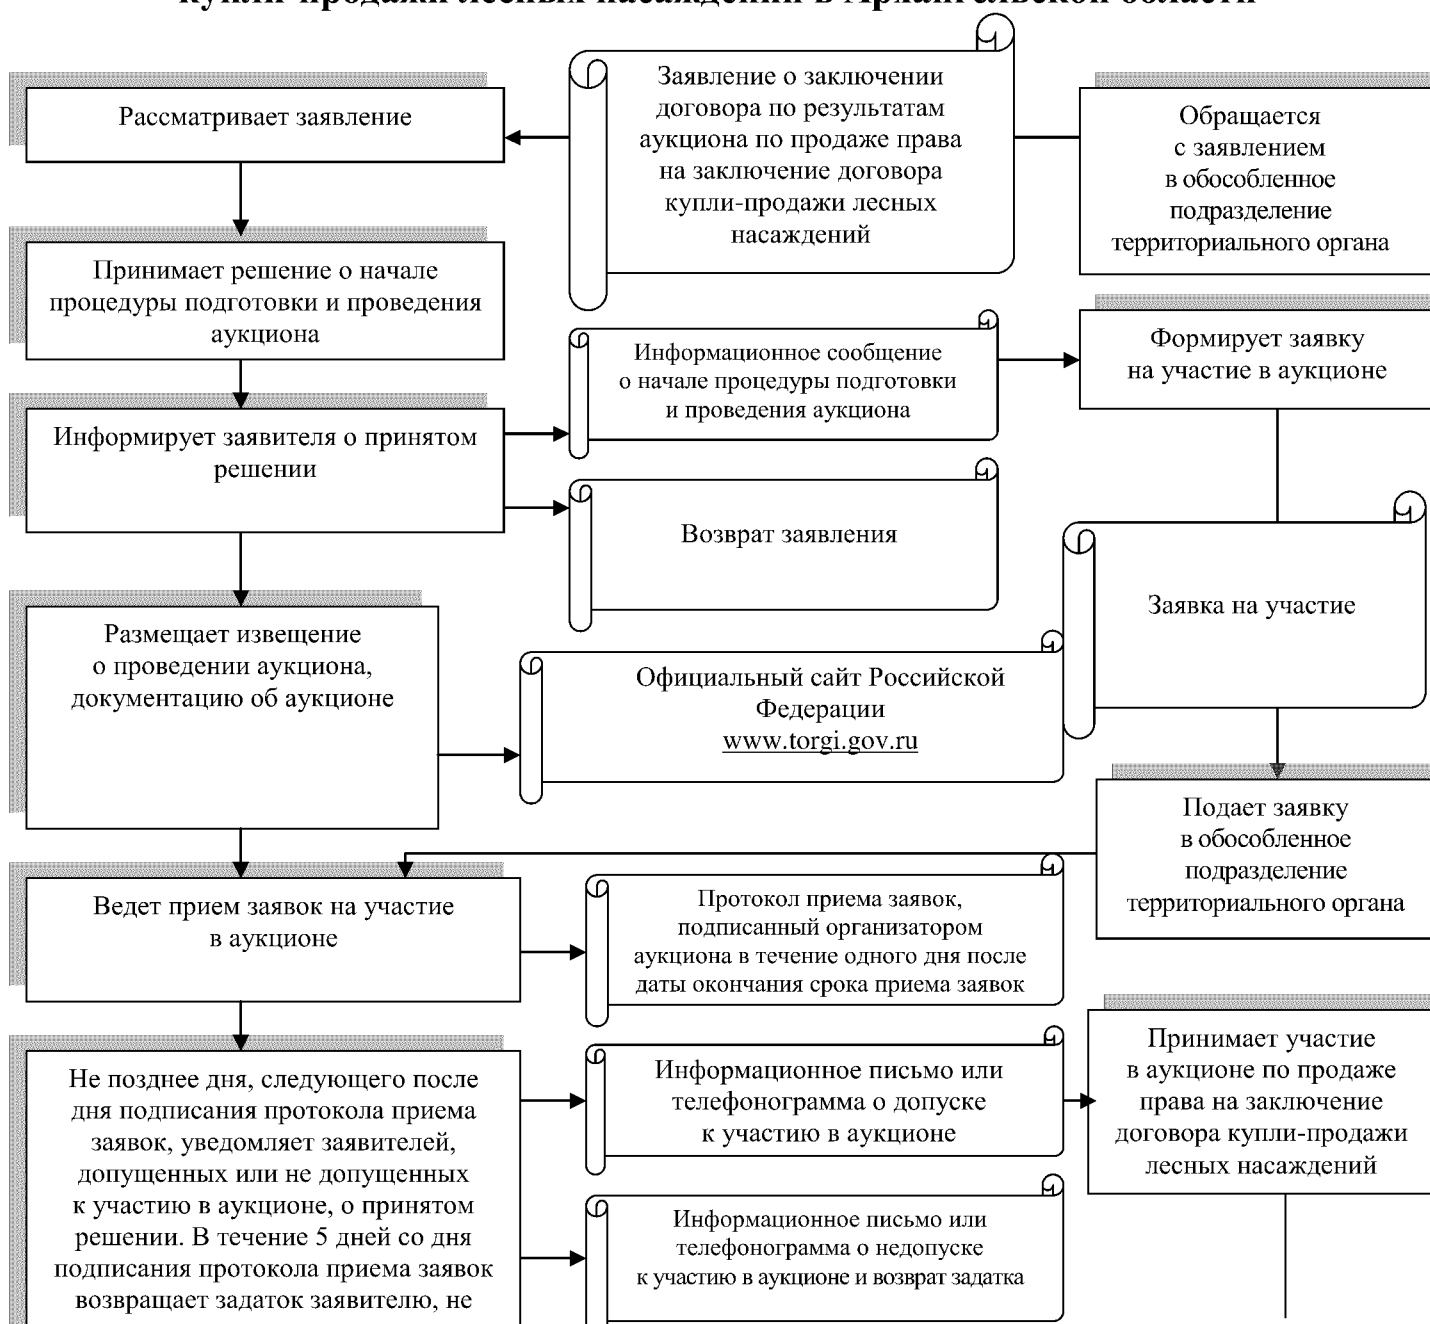 купли-продажи лесных насаждений в Архангельской области
Рассматривает заявление
Заявление о заключении
договора по результатам
аукциона по продаже права
на заключение договора
купли-продажи лесных
насаждений
Обращается
с заявлением
в обособленное
подразделение
территориального органа
Принимает решение о начале
процедуры подготовки и проведения
аукциона
Информационное сообщение
о начале процедуры подготовки
и проведения аукциона
Формирует заявку
на участие в аукционе
Информирует заявителя о принятом
решении
Возврат заявления
Заявка на участие
Размещает извещение
о проведении аукциона,
документацию об аукционе
Официальный сайт Российской
Федерации
www.torgi.gov.ru
Подает заявку
в обособленное
подразделение
территориального органа
Ведет прием заявок на участие
в аукционе
Протокол приема заявок,
подписанный организатором
аукциона в течение одного дня после
даты окончания срока приема заявок
Не позднее дня, следующего после
дня подписания протокола приема
заявок, уведомляет заявителей,
допущенных или не допущенных
к участию в аукционе, о принятом
решении. В течение 5 дней со дня
подписания протокола приема заявок
возвращает задаток заявителю, не
Информационное письмо или
телефонограмма о допуске
к участию в аукционе
Принимает участие
в аукционе по продаже
права на заключение
договора купли-продажи
лесных насаждений
Информационное письмо или
телефонограмма о недопуске
к участию в аукционе и возврат задатка